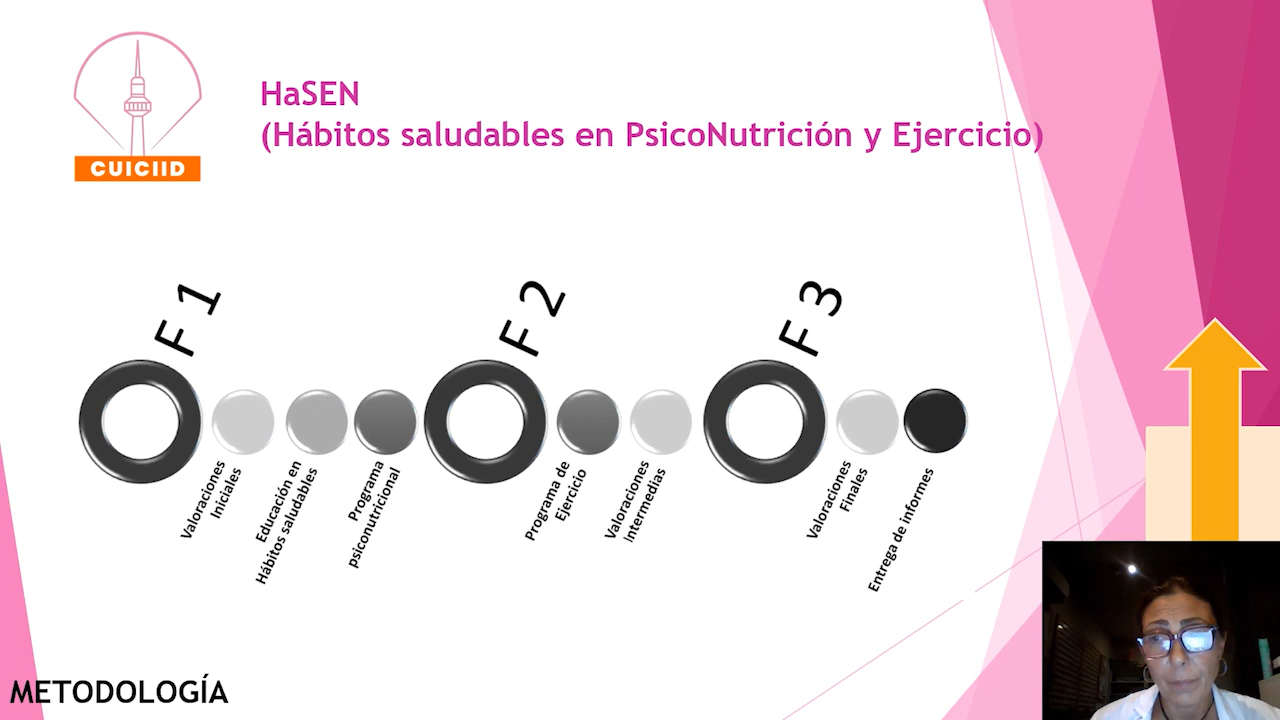 CUICIID
HaSEN
(Hábitos saludables en PsicoNutrición y Ejercicio)
F 1
Valoraciones
Iniciales
Educación en
Hábitos saludables
Programa
psiconutricional
F 2
Programa de
Ejercicio
Valoraciones
intermedias
F 3
Valoraciones
Finales
Entrega de informes
METODOLOGÍA